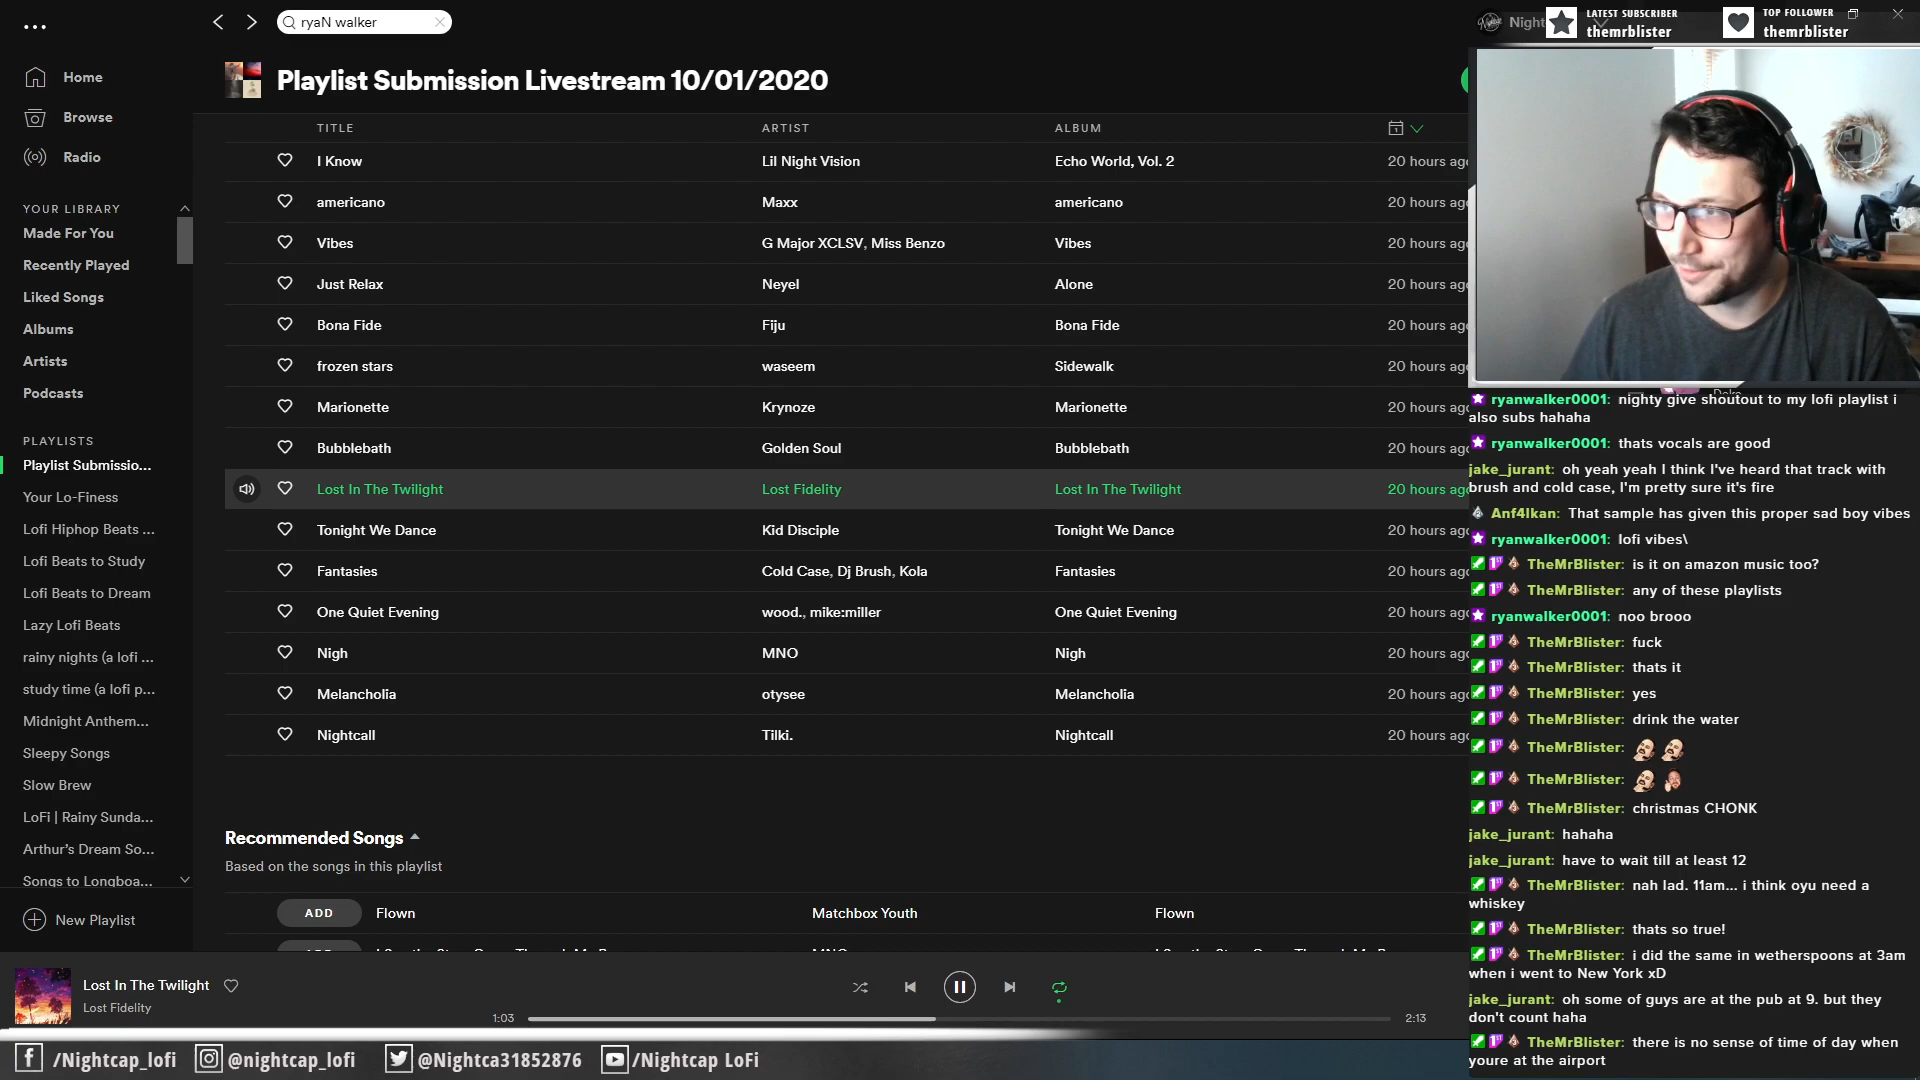 ryaN walker
Home
Browse
Radio
YOUR LIBRARY
Made For You
Recently Played
Liked Songs
Albums
Artists
Podcasts
PLAYLISTS
Playlist Submissio...
Your Lo-Finess
Lofi Hiphop Beats ...
Lofi Beats to Study
Lofi Beats to Dream
Lazy Lofi Beats
rainy nights (a lofi ...
study time (a lofi p...
Midnight Anthem...
Sleepy Songs
Slow Brew
LoFi | Rainy Sunda...
Arthur's Dream So...
Songs to Longboa...
New Playlist
Playlist Submission Livestream 10/01/2020
TITLE ARTIST ALBUM
I Know Lil Night Vision Echo World, Vol. 2 20 hours ago
americano Maxx americano 20 hours ago
Vibes G Major XCLSV, Miss Benzo Vibes 20 hours ago
Just Relax Neyel Alone 20 hours ago
Bona Fide Fiju Bona Fide 20 hours ago
frozen stars waseem Sidewalk 20 hours ago
Marionette Krynoze Marionette 20 hours ago
Bubblebath Golden Soul Bubblebath 20 hours ago
Lost In The Twilight Lost Fidelity Lost In The Twilight 20 hours ago
Tonight We Dance Kid Disciple Tonight We Dance 20 hours ago
Fantasies Cold Case, Dj Brush, Kola Fantasies 20 hours ago
One Quiet Evening wood., mike:miller One Quiet Evening 20 hours ago
Nigh MNO Nigh 20 hours ago
Melancholia otysee Melancholia 20 hours ago
Nightcall Tilki. Nightcall 20 hours ago
Recommended Songs
Based on the songs in this playlist
ADD Flown Matchbox Youth Flown
Lost In The Twilight
Lost Fidelity
1:03 2:13
/Nightcap_lofi @nightcap_lofi @Nightca31852876 /Nightcap LoFi
Night
LATEST SUBSCRIBER
themrblister
TOP FOLLOWER
themrblister
ryanwalker0001: nighty give shoutout to my lofi playlist i
also subs hahaha
ryanwalker0001: thats vocals are good
jake_jurant: oh yeah yeah I think I've heard that track with
brush and cold case, I'm pretty sure it's fire
Anf4lkan: That sample has given this proper sad boy vibes
ryanwalker0001: lofi vibes\
TheMrBlister: is it on amazon music too?
TheMrBlister: any of these playlists
ryanwalker0001: noo brooo
TheMrBlister: fuck
TheMrBlister: thats it
TheMrBlister: yes
TheMrBlister: drink the water
TheMrBlister:
TheMrBlister:
TheMrBlister: christmas CHONK
jake_jurant: hahaha
jake_jurant: have to wait till at least 12
TheMrBlister: nah lad. 11am... i think oyu need a
whiskey
TheMrBlister: thats so true!
TheMrBlister: i did the same in wetherspoons at 3am
when i went to New York xD
jake_jurant: oh some of guys are at the pub at 9. but they
don't count haha
TheMrBlister: there is no sense of time of day when
youre at the airport